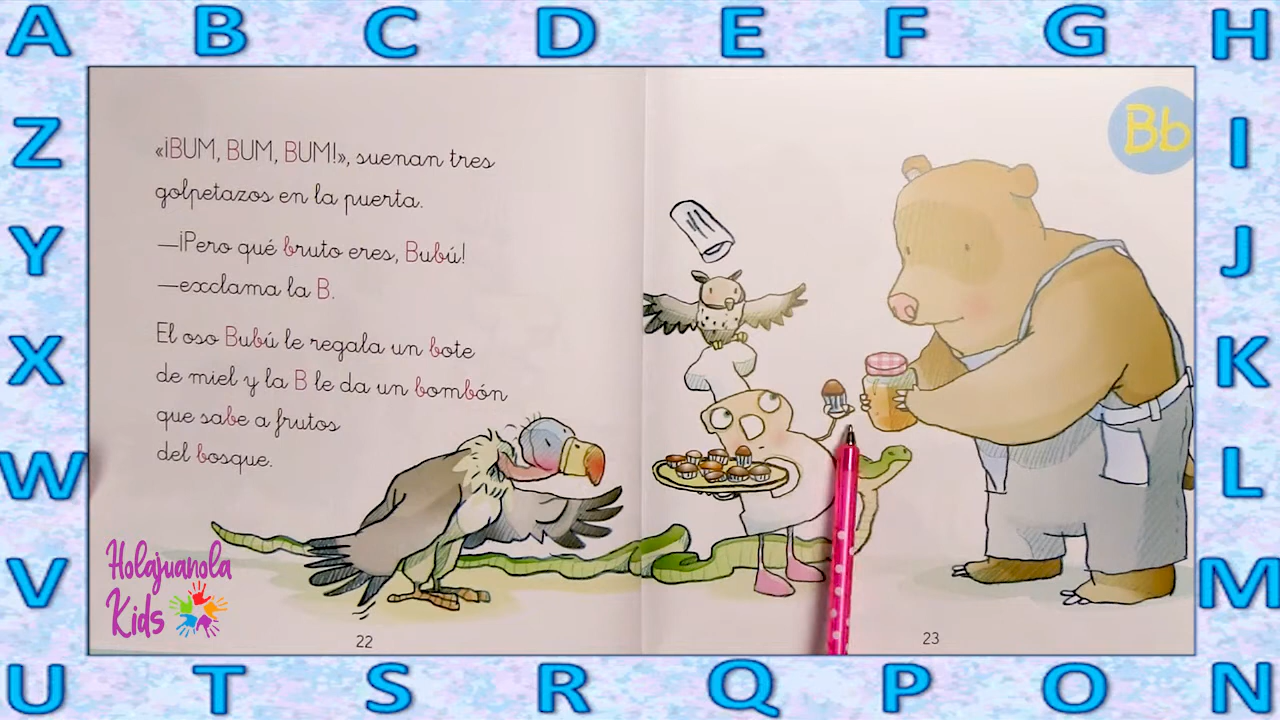 A B C D E F G H
«¡BUM, BUM, BUM!», suenan tres
golpetazos en la puerta.
—¡Pero qué bruto eres, Bubú!
—exclama la B.
El oso Bubú le regala un bote
de miel y la B le da un bombón
que sabe a frutos
del bosque.
Holajuanola
Kids
22
Bb
23
I
J
K
L
M
N
O
P
Q
R
S
T
U
V
W
X
Y
Z